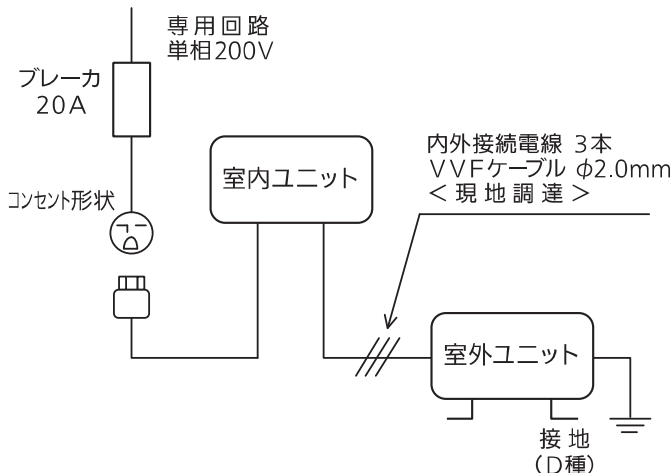 専用回路
単相200V
ブレーカ
20A
コンセント形状
室内ユニット
内外接続電線 3本
VVFケーブル φ2.0mm
<現地調達>
室外ユニット
接地
(D種)